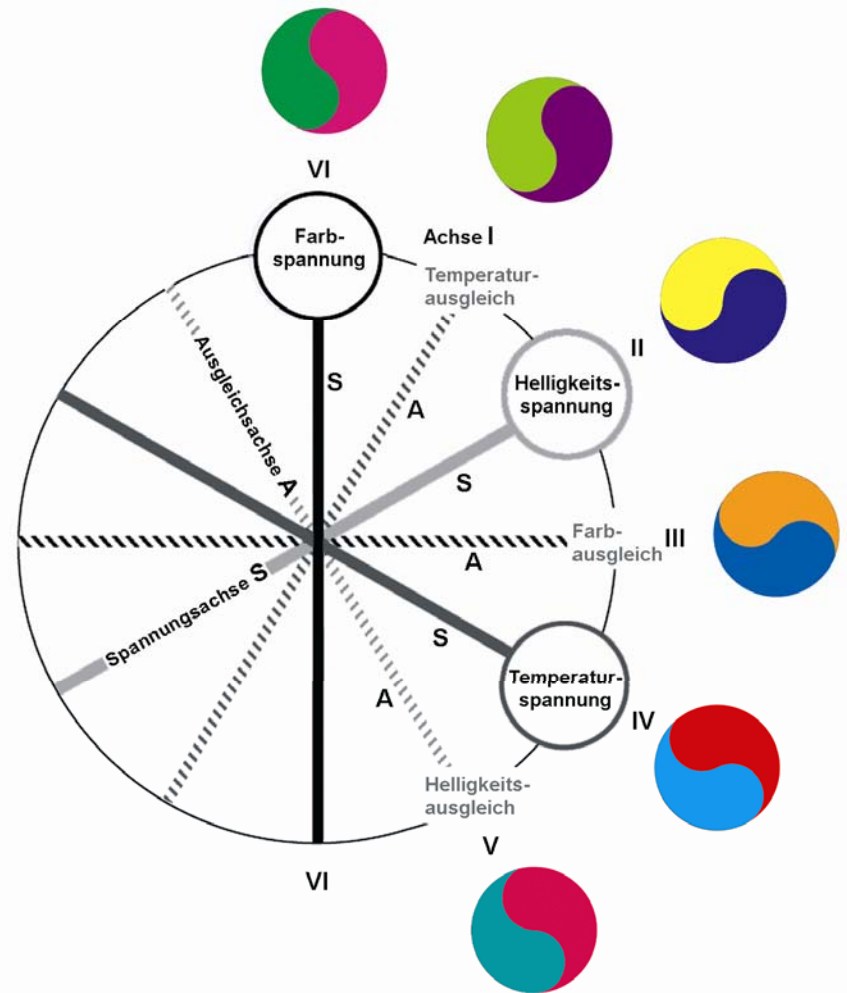 VI
Farb-
spannung
Achse I
Temperatur-
ausgleich
II
Helligkeits-
spannung
S
A
Ausgleichsachse A
S
Farb-
ausgleich
III
A
Spannungsachse S
S
Temperatur-
spannung
IV
A
Helligkeits-
ausgleich
V
VI